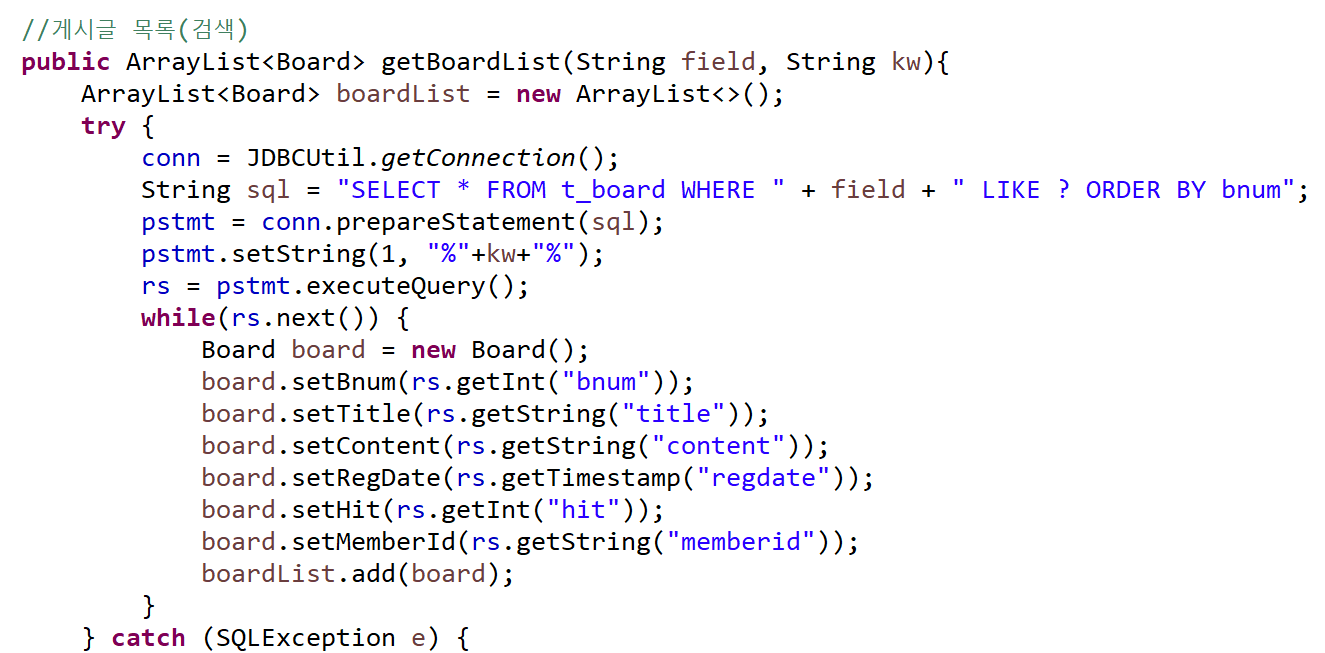 //게시글 목록(검색)
public ArrayList<Board> getBoardList(String field, String kw){
    ArrayList<Board> boardList = new ArrayList<>();
    try {
        conn = JDBCUtil.getConnection();
        String sql = "SELECT * FROM t_board WHERE " + field + " LIKE ? ORDER BY bnum";
        pstmt = conn.prepareStatement(sql);
        pstmt.setString(1, "%"+kw+"%");
        rs = pstmt.executeQuery();
        while(rs.next()) {
            Board board = new Board();
            board.setBnum(rs.getInt("bnum"));
            board.setTitle(rs.getString("title"));
            board.setContent(rs.getString("content"));
            board.setRegDate(rs.getTimestamp("regdate"));
            board.setHit(rs.getInt("hit"));
            board.setMemberId(rs.getString("memberid"));
            boardList.add(board);
        }
    } catch (SQLException e) {